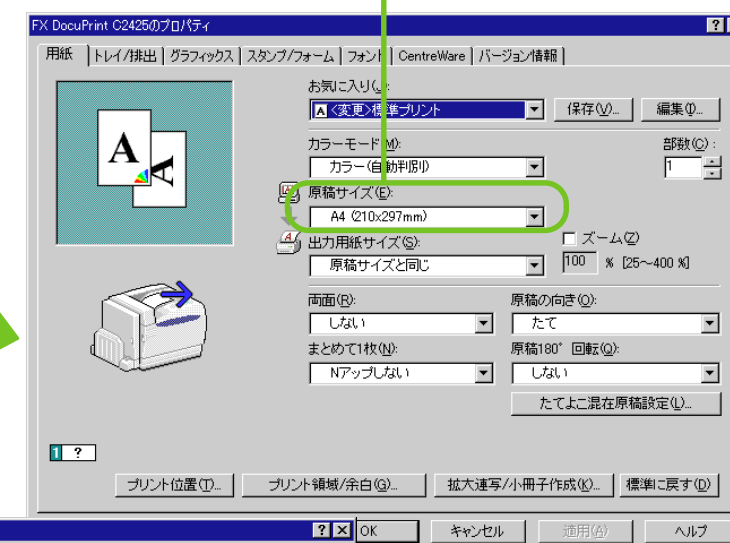 FX DocuPrint C2425のプロパティ
用紙 トレイ/排出 グラフィックス スタンプ/フォーム フォント CentreWare バージョン情報
お気に入り(J):
<変更>標準プリント 保存(V)... 編集(I)...
カラーモード(M): 部数(C):
カラー(自動判別) 1
原稿サイズ(E):
A4 (210x297mm)
出力用紙サイズ(S): ズーム(Z)
原稿サイズと同じ 100 % [25～400 %]
両面(R): 原稿の向き(O):
しない たて
まとめて1枚(N): 原稿180° 回転(Q):
Nアップしない しない
たてよこ混在原稿設定(L)...
A A
1 ?
プリント位置(T)... プリント領域/余白(G)... 拡大連写/小冊子作成(K)... 標準に戻す(D)
OK キャンセル 適用(A) ヘルプ